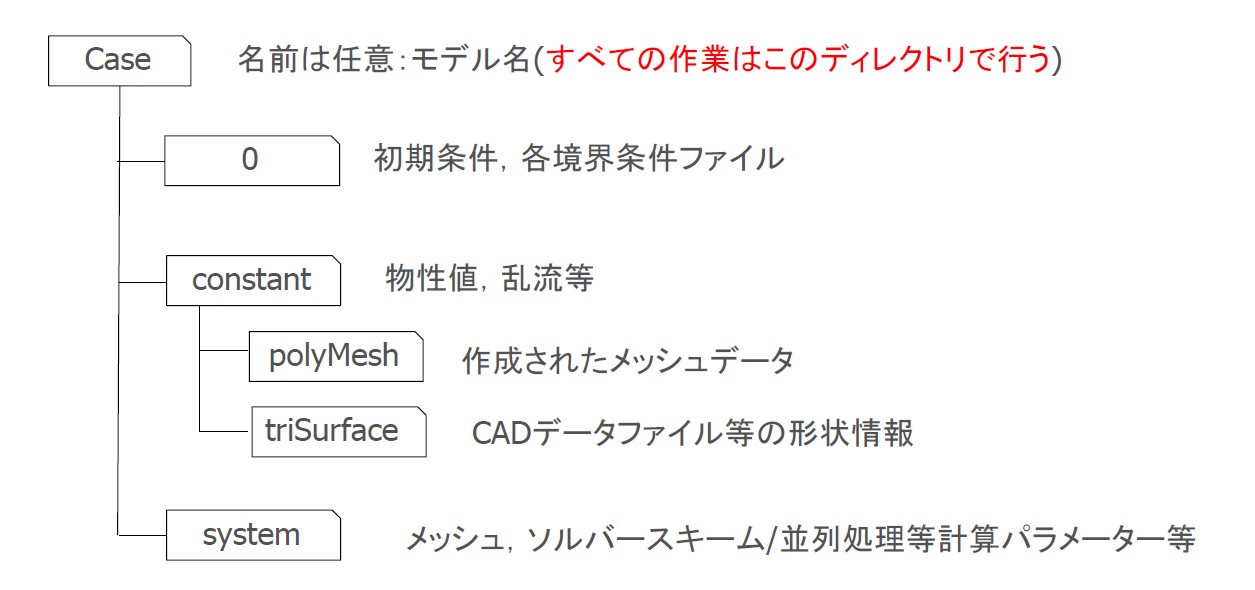 Case 名前は任意：モデル名(すべての作業はこのディレクトリで行う)
0 初期条件，各境界条件ファイル
constant 物性値，乱流等
polyMesh 作成されたメッシュデータ
triSurface CADデータファイル等の形状情報
system メッシュ，ソルバースキーム/並列処理等計算パラメーター等